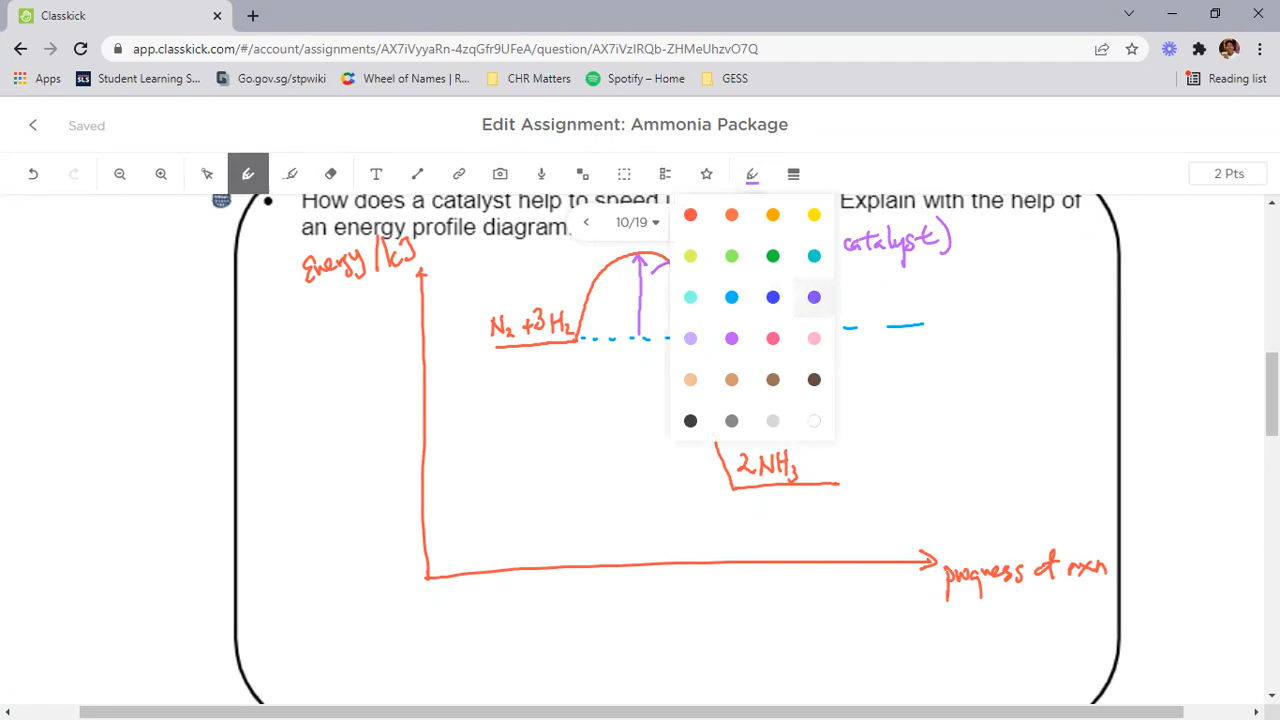 Classkick
app.classkick.com/#/account/assignments/AX7iVyyaRn-4zqGfr9UFeA/question/AX7iVzIRQb-ZHMeUhzvO7Q
Apps
Student Learning S...
Go.gov.sg/stpwiki
Wheel of Names | R...
CHR Matters
Spotify – Home
GESS
Reading list
Saved
Edit Assignment: Ammonia Package
T
2 Pts
How does a catalyst help to speed
Explain with the help of
an energy profile diagram.
10/19
energy/kJ
catalyst)
N₂ + 3H₂
2NH₃
progress of rxn